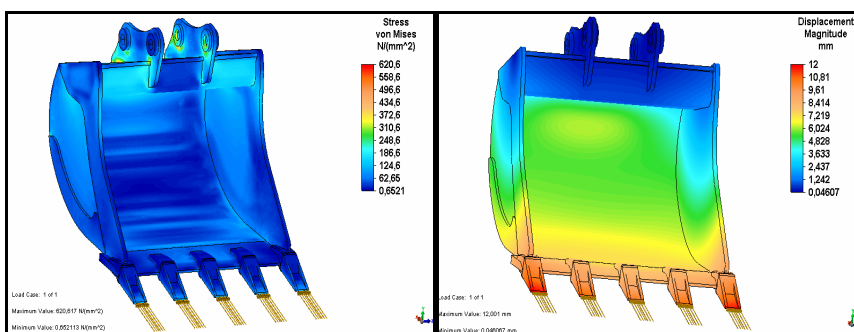 Stress
von Mises
N/(mm^2)
620,6
558,6
496,6
434,6
372,6
310,6
248,6
186,6
124,6
62,65
0,6521
Load Case: 1 of 1
Maximum Value: 620,617 N/(mm^2)
Minimum Value: 0,652113 N/(mm^2)
Displacement
Magnitude
mm
12
10,81
9,61
8,414
7,219
6,024
4,828
3,633
2,437
1,242
0,04607
Load Case: 1 of 1
Maximum Value: 12,001 mm
Minimum Value: 0,046067 mm